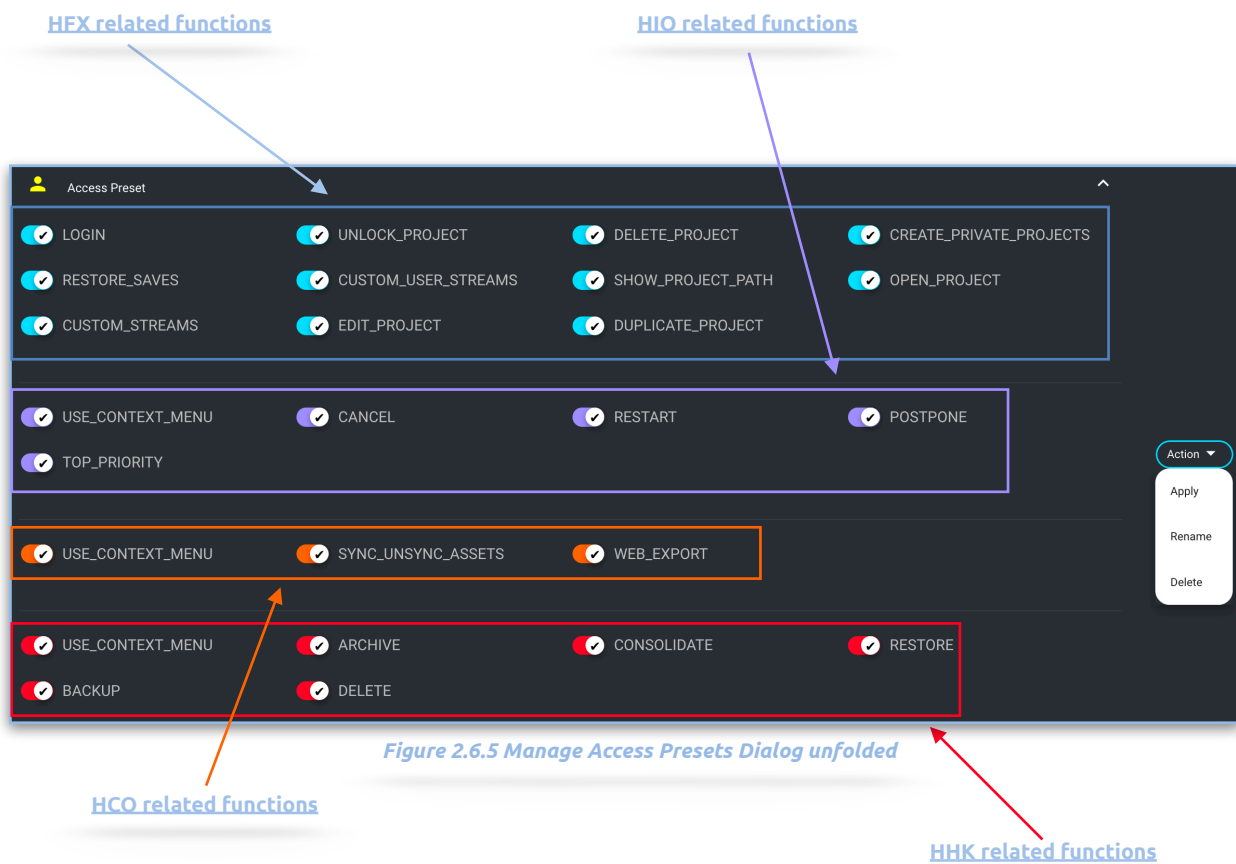 HFX related functions
HIO related functions
Access Preset
LOGIN UNLOCK_PROJECT DELETE_PROJECT CREATE_PRIVATE_PROJECTS
RESTORE_SAVES CUSTOM_USER_STREAMS SHOW_PROJECT_PATH OPEN_PROJECT
CUSTOM_STREAMS EDIT_PROJECT DUPLICATE_PROJECT
USE_CONTEXT_MENU CANCEL RESTART POSTPONE
TOP_PRIORITY
Action
Apply
Rename
Delete
USE_CONTEXT_MENU SYNC_UNSYNC_ASSETS WEB_EXPORT
USE_CONTEXT_MENU ARCHIVE CONSOLIDATE RESTORE
BACKUP DELETE
Figure 2.6.5 Manage Access Presets Dialog unfolded
HCO related functions
HHK related functions